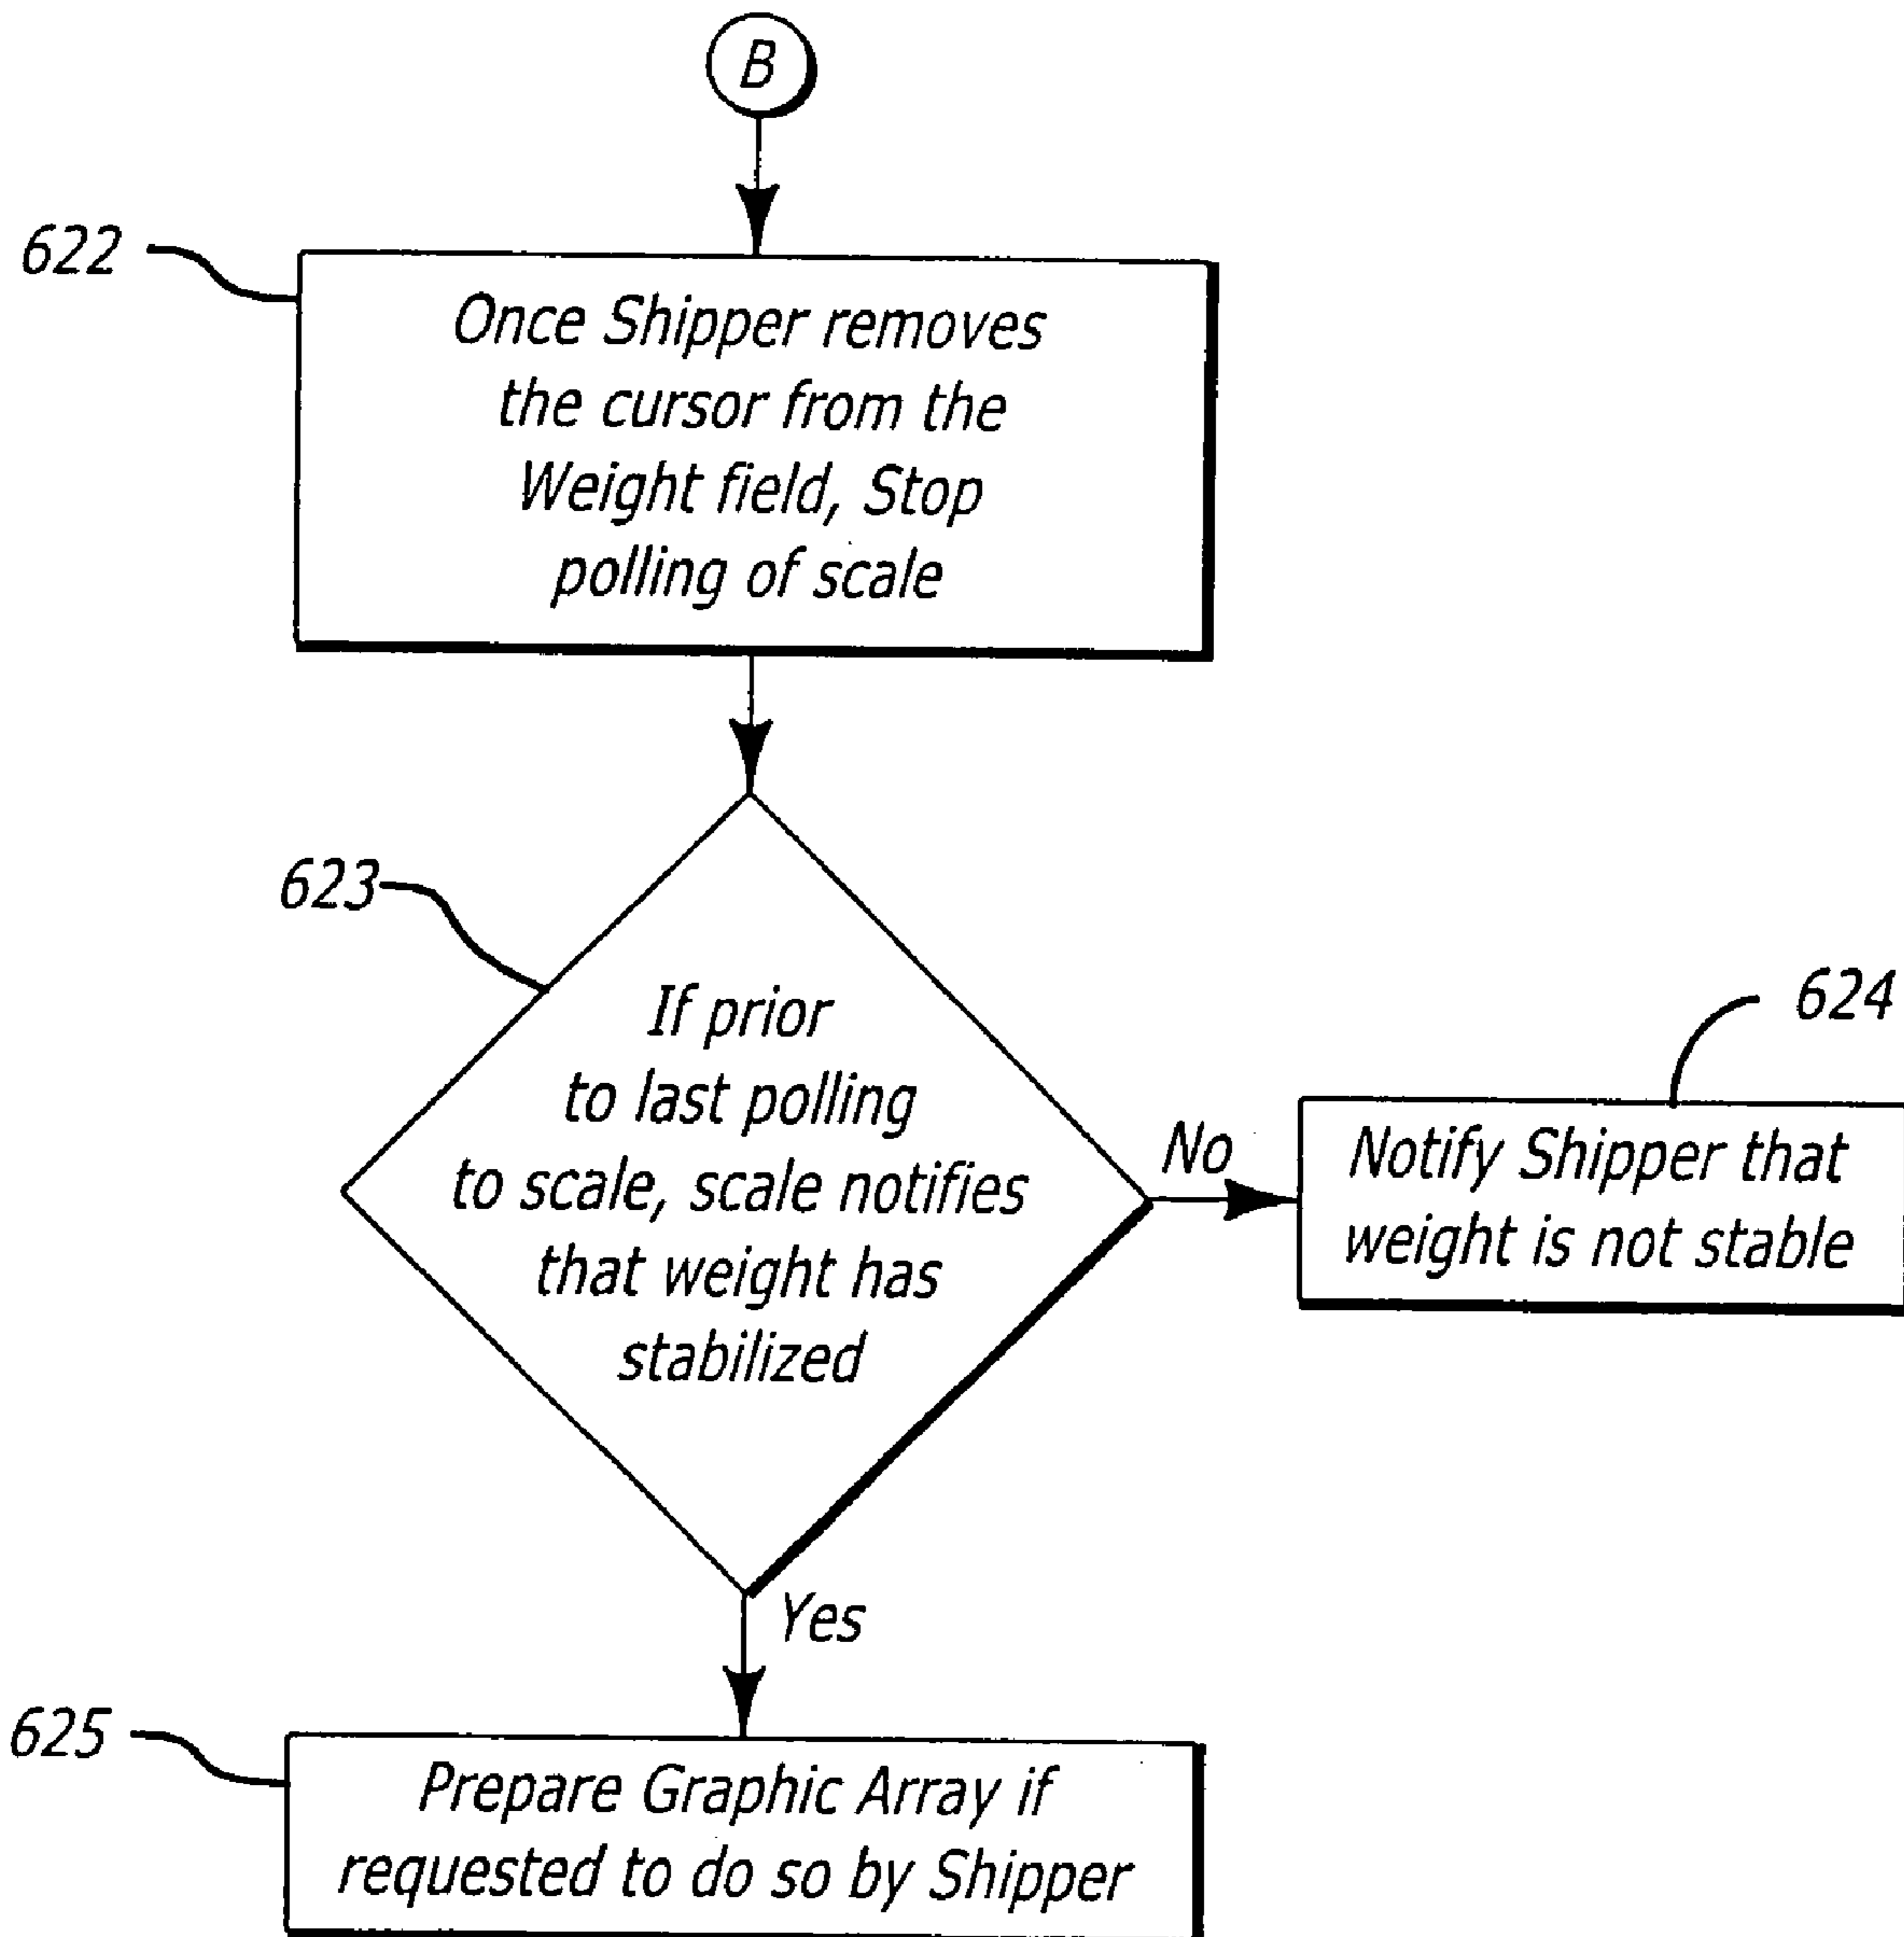 B
622
Once Shipper removes
the cursor from the
Weight field, Stop
polling of scale
623
If prior
to last polling
to scale, scale notifies
that weight has
stabilized
No
624
Notify Shipper that
weight is not stable
Yes
625
Prepare Graphic Array if
requested to do so by Shipper